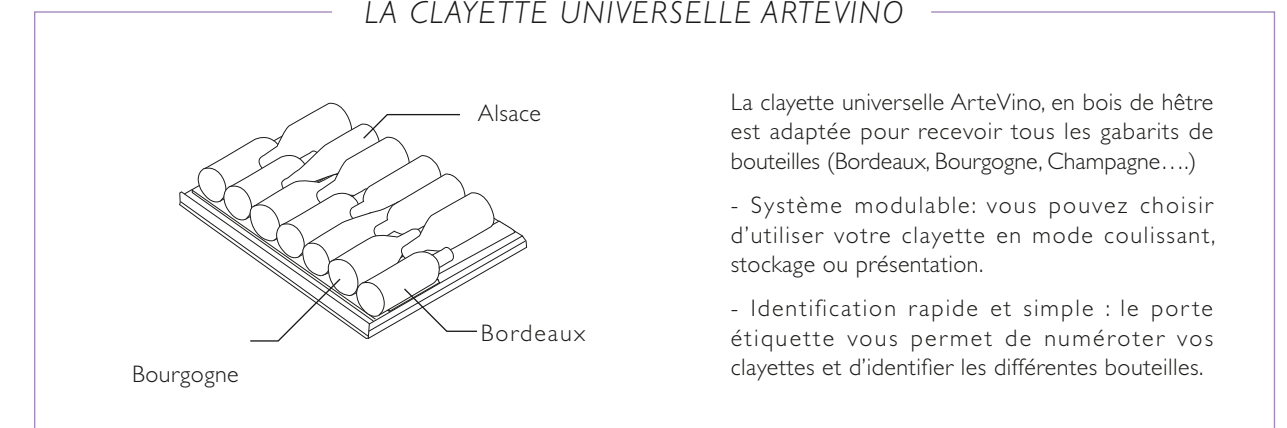 LA CLAYETTE UNIVERSELLE ARTEVINO
Alsace
Bordeaux
Bourgogne
La clayette universelle ArteVino, en bois de hêtre
est adaptée pour recevoir tous les gabarits de
bouteilles (Bordeaux, Bourgogne, Champagne….)
- Système modulable: vous pouvez choisir
d'utiliser votre clayette en mode coulissant,
stockage ou présentation.
- Identification rapide et simple : le porte
étiquette vous permet de numéroter vos
clayettes et d'identifier les différentes bouteilles.